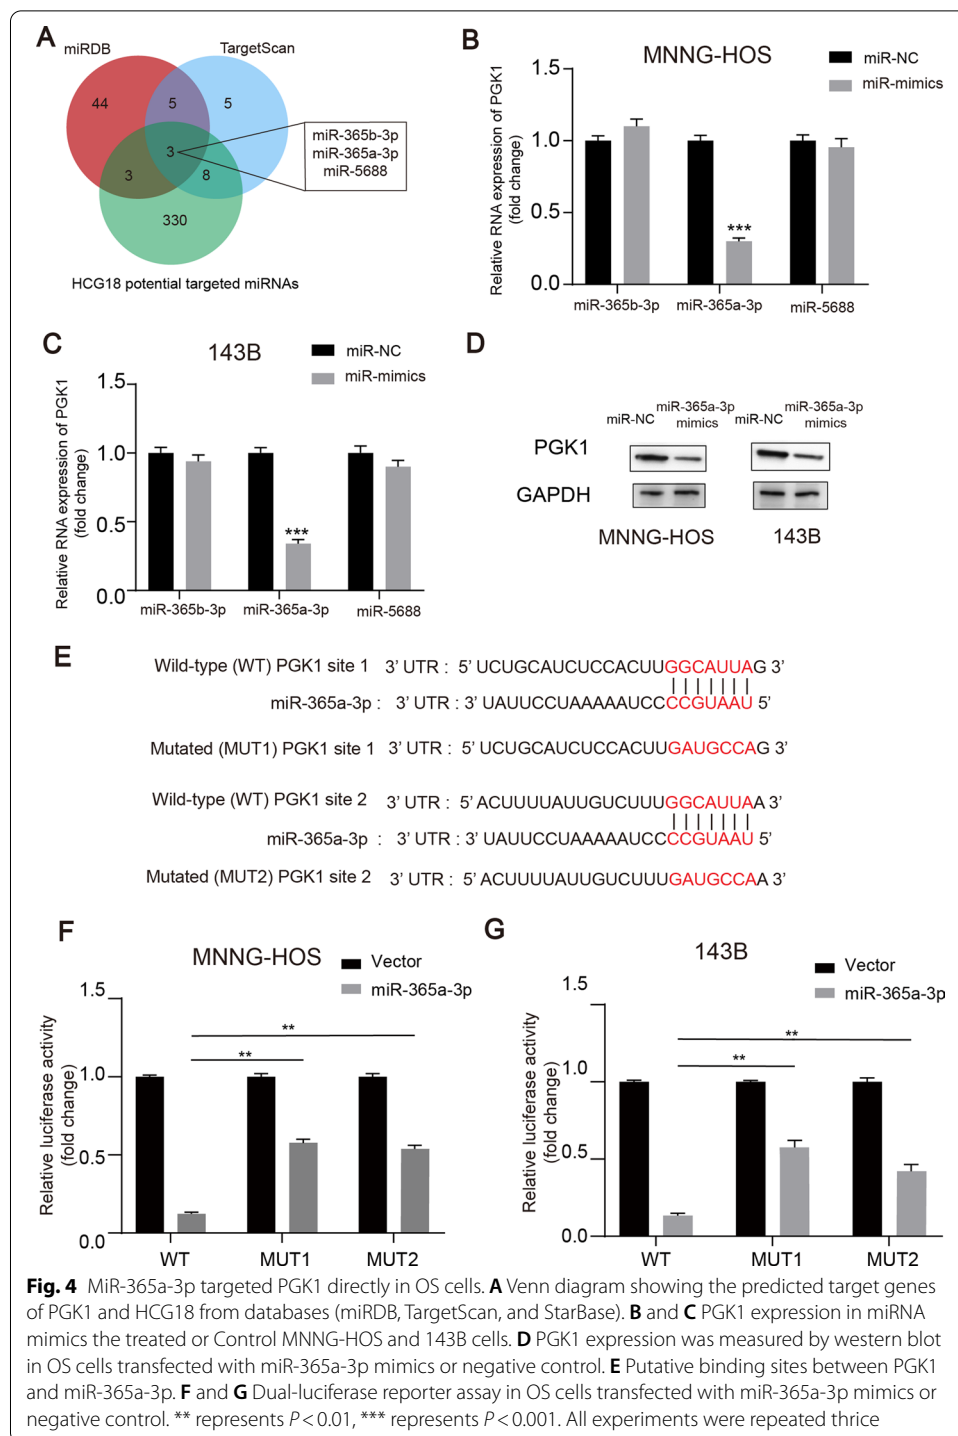 A
miRDB
TargetScan
44
5
5
3
3
8
330
miR-365b-3p
miR-365a-3p
miR-5688
HCG18 potential targeted miRNAs
B
MNNG-HOS
miR-NC
miR-mimics
Relative RNA expression of PGK1
(fold change)
1.5
1.0
0.5
0.0
***
miR-365b-3p miR-365a-3p miR-5688
C
143B
miR-NC
miR-mimics
Relative RNA expression of PGK1
(fold change)
1.5
1.0
0.5
0.0
***
miR-365b-3p miR-365a-3p miR-5688
D
miR-NC miR-365a-3p mimics miR-NC miR-365a-3p mimics
PGK1
GAPDH
MNNG-HOS 143B
E
Wild-type (WT) PGK1 site 1 3’ UTR : 5’ UCUGCAUCUCCACUUGGCAUUAG 3’
miR-365a-3p : 3’ UTR : 3’ UAUUCCUAAAAAUCCCCGUAAU 5’
Mutated (MUT1) PGK1 site 1 3’ UTR : 5’ UCUGCAUCUCCACUUGAUGCCAG 3’
Wild-type (WT) PGK1 site 2 3’ UTR : 5’ ACUUUUAUUGUCUUUGGCAUUAA 3’
miR-365a-3p : 3’ UTR : 3’ UAUUCCUAAAAAUCCCCGUAAU 5’
Mutated (MUT2) PGK1 site 2 3’ UTR : 5’ ACUUUUAUUGUCUUUGAUGCCAA 3’
F
MNNG-HOS
Vector
miR-365a-3p
Relative luciferase activity
(fold change)
1.5
1.0
0.5
0.0
**
**
WT MUT1 MUT2
G
143B
Vector
miR-365a-3p
Relative luciferase activity
(fold change)
1.5
1.0
0.5
0.0
**
**
WT MUT1 MUT2
Fig. 4 MiR-365a-3p targeted PGK1 directly in OS cells. A Venn diagram showing the predicted target genes
of PGK1 and HCG18 from databases (miRDB, TargetScan, and StarBase). B and C PGK1 expression in miRNA
mimics the treated or Control MNNG-HOS and 143B cells. D PGK1 expression was measured by western blot
in OS cells transfected with miR-365a-3p mimics or negative control. E Putative binding sites between PGK1
and miR-365a-3p. F and G Dual-luciferase reporter assay in OS cells transfected with miR-365a-3p mimics or
negative control. ** represents P < 0.01, *** represents P < 0.001. All experiments were repeated thrice